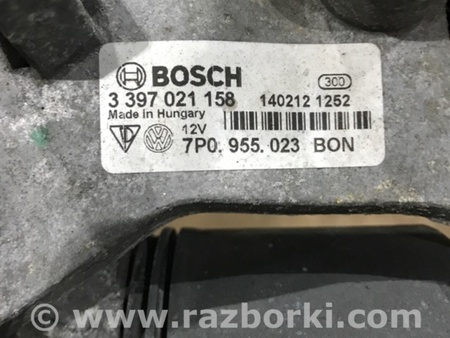 BOSCH
300
3 397 021 158 140212 1252
Made in Hungary
12V
7P0. 955. 023 BON
www.razborki.com